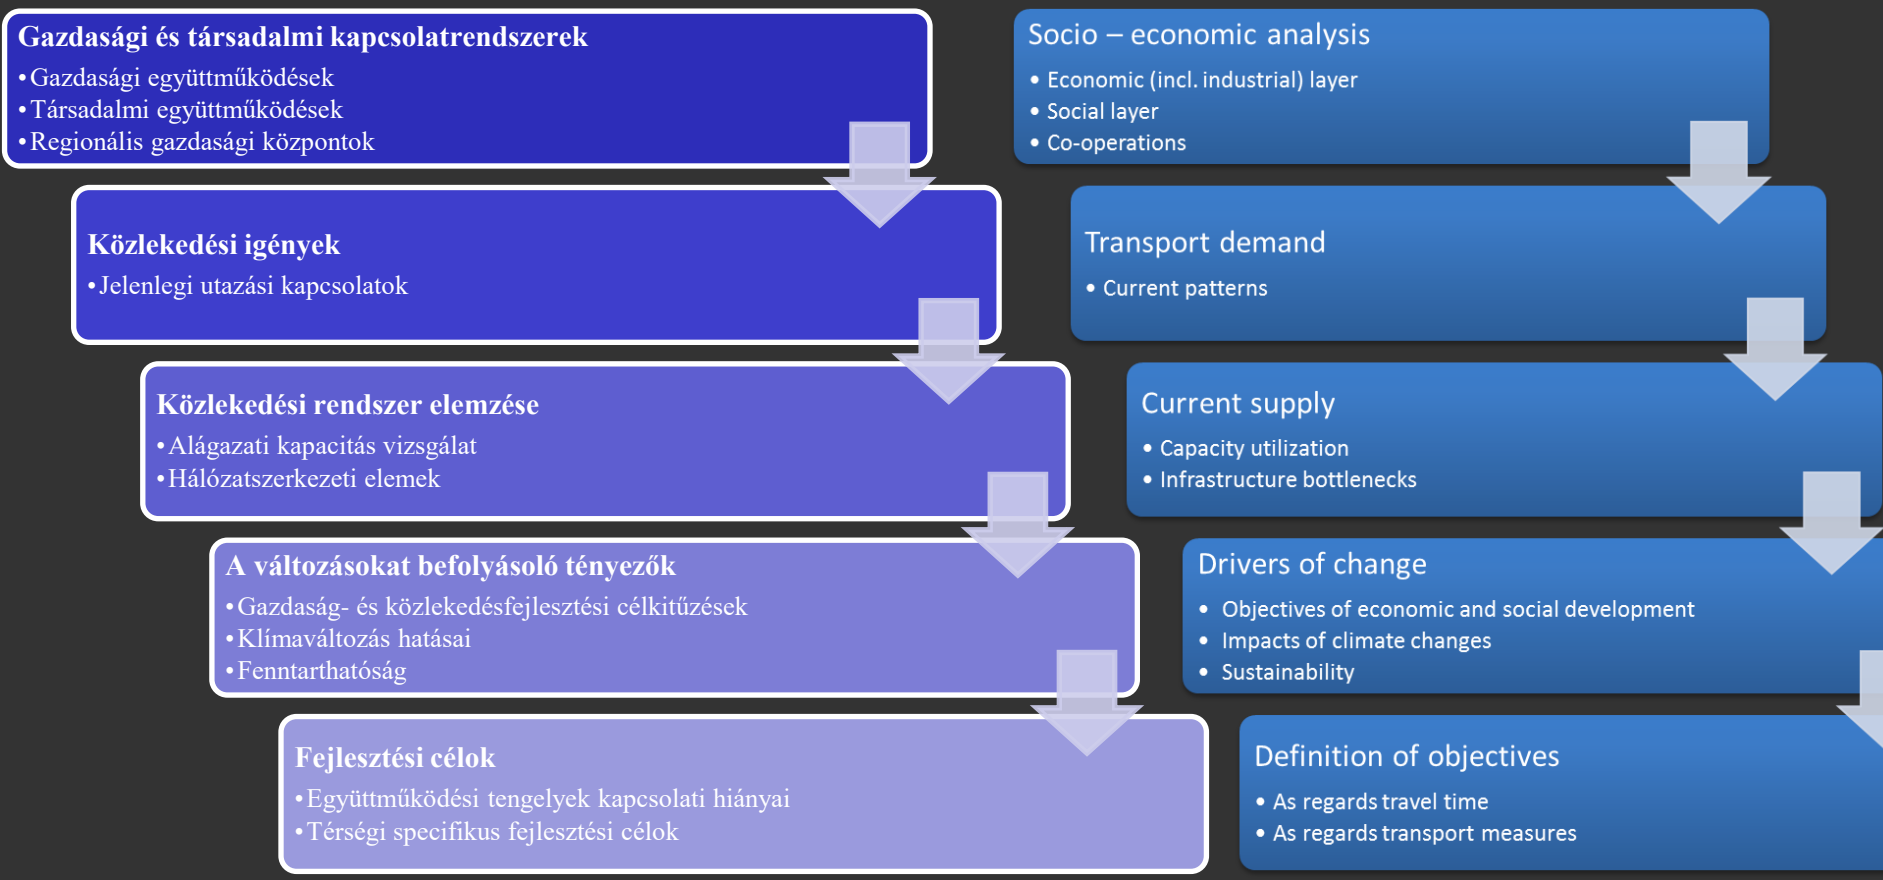 Gazdasági és társadalmi kapcsolatrendszerek
•Gazdasági együttműködések
•Társadalmi együttműködések
•Regionális gazdasági központok
Közlekedési igények
•Jelenlegi utazási kapcsolatok
Közlekedési rendszer elemzése
•Alágazati kapacitás vizsgálat
•Hálózatszerkezeti elemek
A változásokat befolyásoló tényezők
•Gazdaság- és közlekedésfejlesztési célkitűzések
•Klímaváltozás hatásai
•Fenntarthatóság
Fejlesztési célok
•Együttműködési tengelyek kapcsolati hiányai
•Térségi specifikus fejlesztési célok
Socio – economic analysis
• Economic (incl. industrial) layer
• Social layer
• Co-operations
Transport demand
• Current patterns
Current supply
• Capacity utilization
• Infrastructure bottlenecks
Drivers of change
• Objectives of economic and social development
• Impacts of climate changes
• Sustainability
Definition of objectives
• As regards travel time
• As regards transport measures